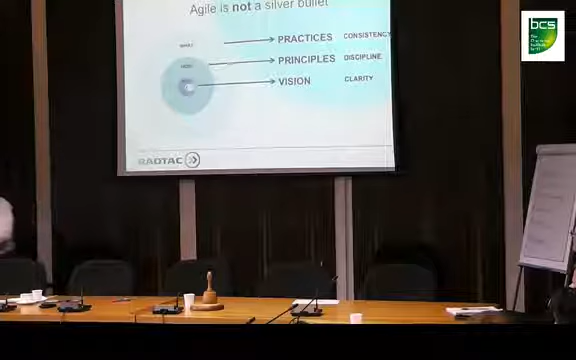 Agile is not a silver bullet
PRACTICES CONSISTENCY
PRINCIPLES DISCIPLINE
VISION CLARITY
RADTAC
bcs